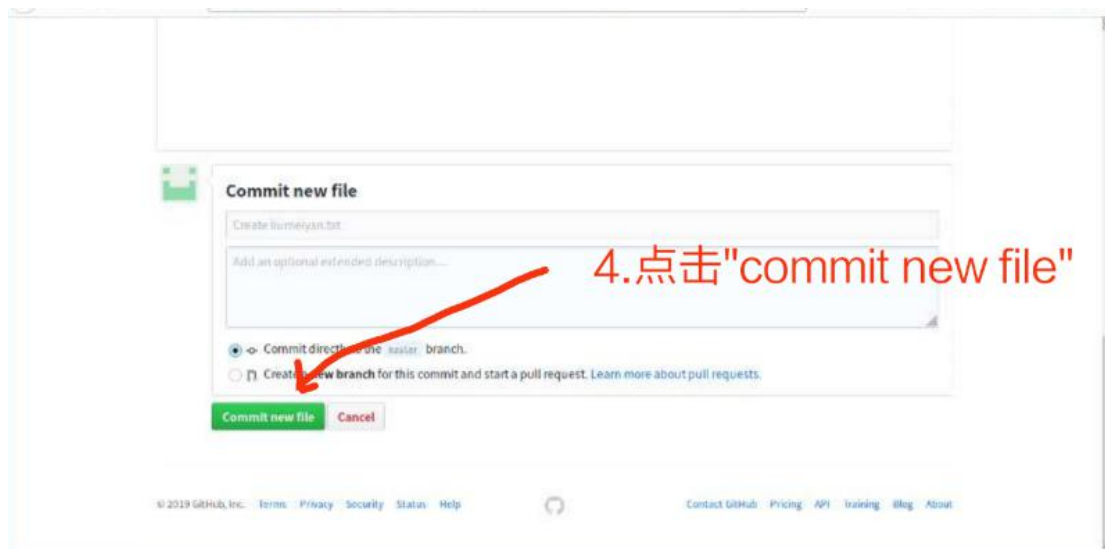 Commit new file
Create liumeiyan.txt
Add an optional extended description...
4.点击"commit new file"
Commit directly the master branch.
Create new branch for this commit and start a pull request. Learn more about pull requests.
Commit new file Cancel
© 2019 GitHub, Inc. Terms Privacy Security Status Help
Contact GitHub Pricing API Training Blog About